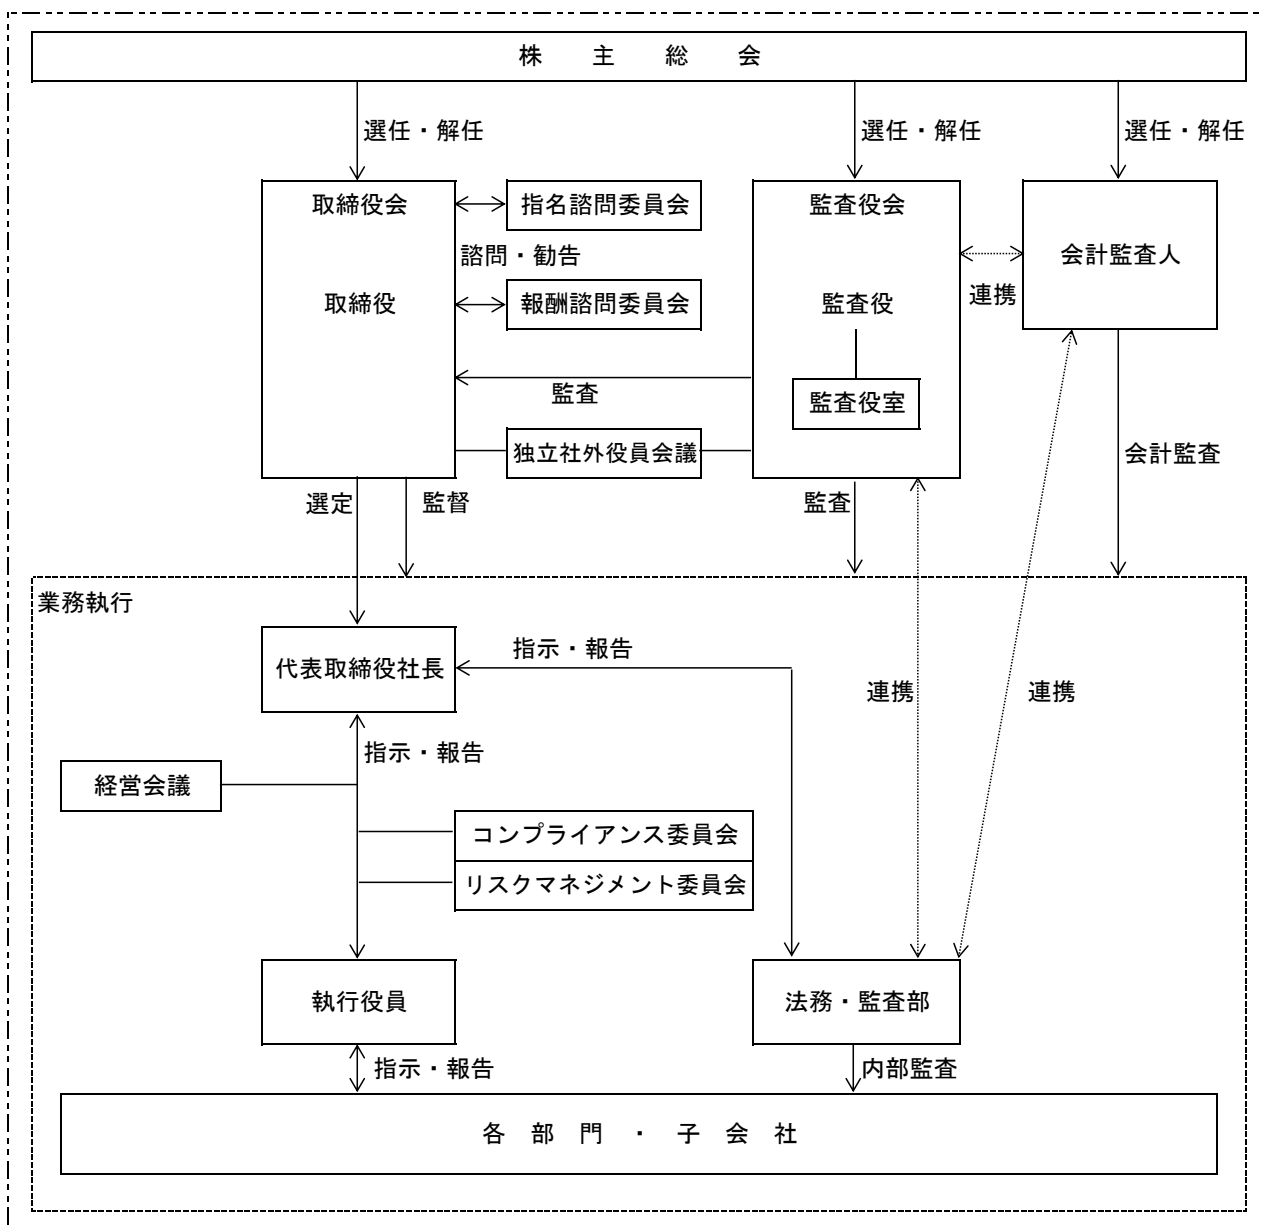 株 主 総 会
選任・解任
選任・解任
選任・解任
取締役会
指名諮問委員会
監査役会
会計監査人
諮問・勧告
取締役
報酬諮問委員会
監査役
連携
監査
監査役室
独立社外役員会議
会計監査
選定
監督
監査
業務執行
代表取締役社長
指示・報告
連携
連携
指示・報告
経営会議
コンプライアンス委員会
リスクマネジメント委員会
執行役員
法務・監査部
指示・報告
内部監査
各 部 門 ・ 子 会 社